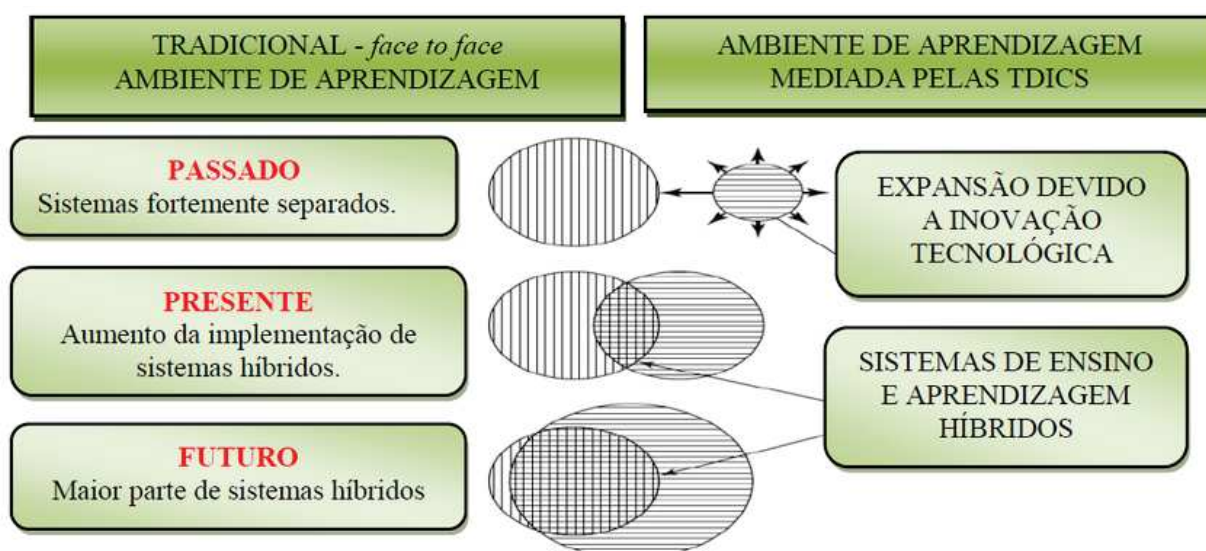 TRADICIONAL - face to face
AMBIENTE DE APRENDIZAGEM
AMBIENTE DE APRENDIZAGEM
MEDIADA PELAS TDICS
PASSADO
Sistemas fortemente separados.
EXPANSÃO DEVIDO
A INOVAÇÃO
TECNOLÓGICA
PRESENTE
Aumento da implementação de
sistemas híbridos.
SISTEMAS DE ENSINO
E APRENDIZAGEM
HÍBRIDOS
FUTURO
Maior parte de sistemas híbridos